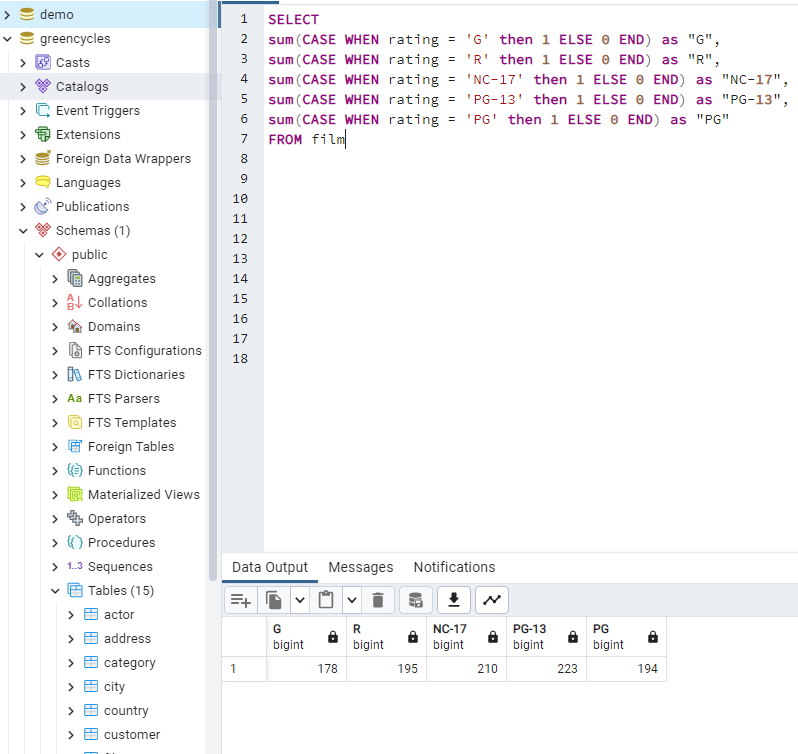 demo
greencycles
Casts
Catalogs
Event Triggers
Extensions
Foreign Data Wrappers
Languages
Publications
Schemas (1)
public
Aggregates
Collations
Domains
FTS Configurations
FTS Dictionaries
Aa FTS Parsers
FTS Templates
Foreign Tables
Functions
Materialized Views
Operators
Procedures
1..3 Sequences
Tables (15)
actor
address
category
city
country
customer
1 SELECT
2 sum(CASE WHEN rating = 'G' then 1 ELSE 0 END) as "G",
3 sum(CASE WHEN rating = 'R' then 1 ELSE 0 END) as "R",
4 sum(CASE WHEN rating = 'NC-17' then 1 ELSE 0 END) as "NC-17",
5 sum(CASE WHEN rating = 'PG-13' then 1 ELSE 0 END) as "PG-13",
6 sum(CASE WHEN rating = 'PG' then 1 ELSE 0 END) as "PG"
7 FROM film
8
9
10
11
12
13
14
15
16
17
18
Data Output Messages Notifications
G R NC-17 PG-13 PG
bigint bigint bigint bigint bigint
1 178 195 210 223 194